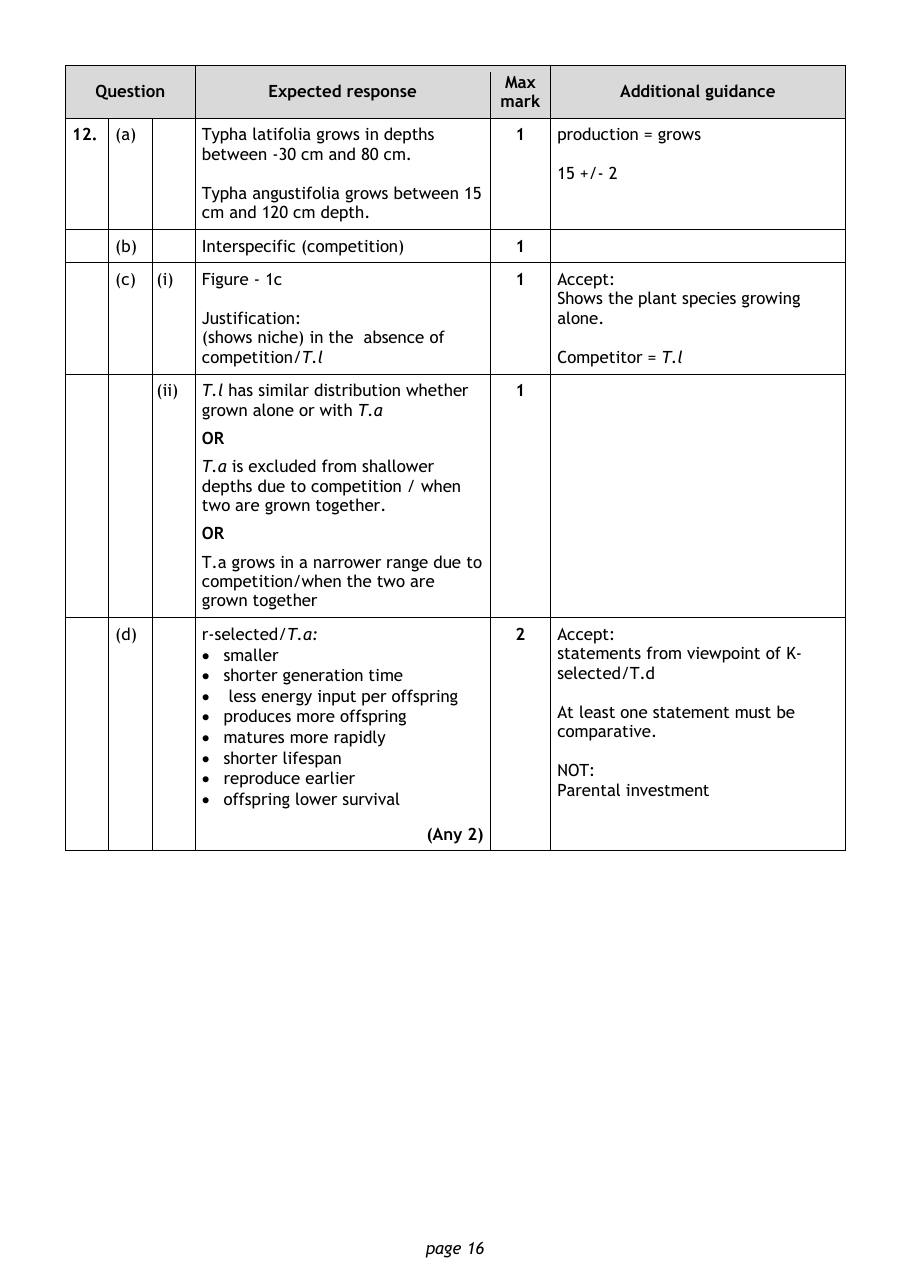 Question Expected response Max mark Additional guidance
12. (a) Typha latifolia grows in depths 1 production = grows
between -30 cm and 80 cm.
15 +/- 2
Typha angustifolia grows between 15
cm and 120 cm depth.
(b) Interspecific (competition) 1
(c) (i) Figure - 1c 1 Accept:
Shows the plant species growing
Justification: alone.
(shows niche) in the absence of
competition/T.l Competitor = T.l
(ii) T.l has similar distribution whether 1
grown alone or with T.a
OR
T.a is excluded from shallower
depths due to competition / when
two are grown together.
OR
T.a grows in a narrower range due to
competition/when the two are
grown together
(d) r-selected/T.a: 2 Accept:
• smaller statements from viewpoint of K-
• shorter generation time selected/T.d
• less energy input per offspring
• produces more offspring At least one statement must be
• matures more rapidly comparative.
• shorter lifespan
• reproduce earlier NOT:
• offspring lower survival Parental investment
(Any 2)
page 16